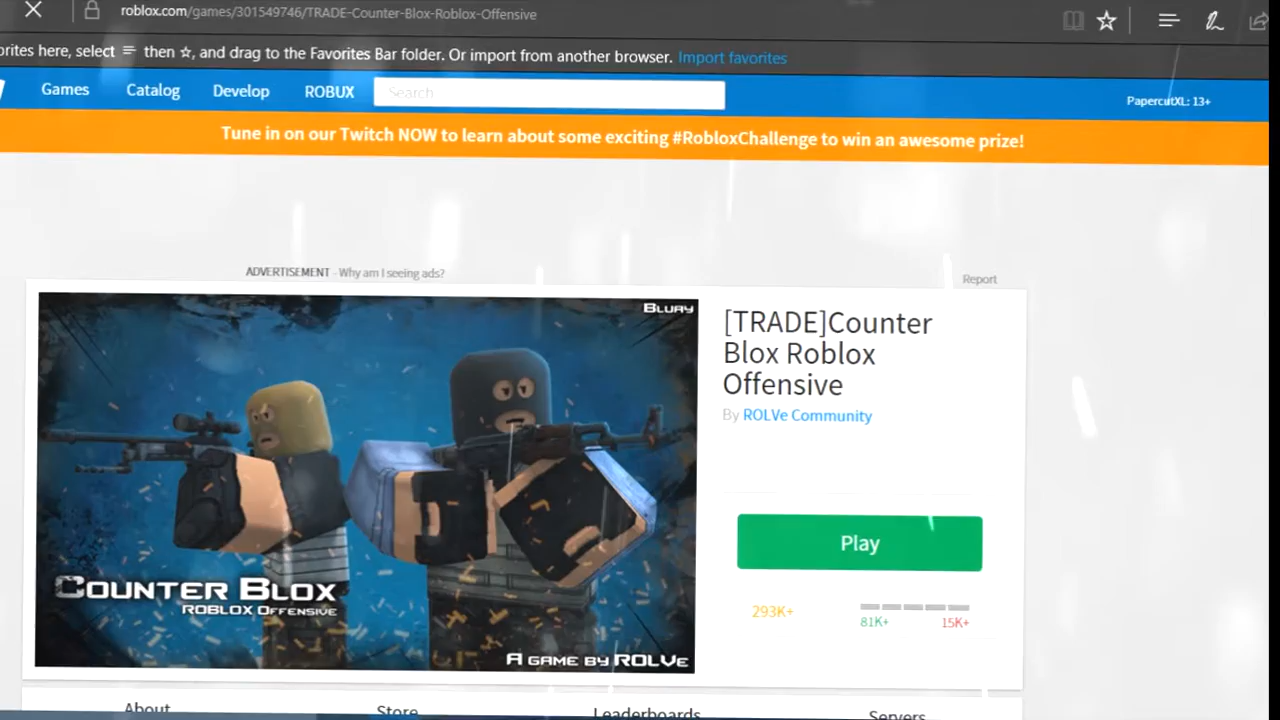 roblox.com/games/301549746/TRADE-Counter-Blox-Roblox-Offensive
orites here, select ≡ then ☆, and drag to the Favorites Bar folder. Or import from another browser. Import favorites
Games Catalog Develop ROBUX Search PapercutXL: 13+
Tune in on our Twitch NOW to learn about some exciting #RobloxChallenge to win an awesome prize!
ADVERTISEMENT - Why am I seeing ads? Report
BLURY
COUNTER BLOX
ROBLOX OFFENSIVE
A GAME BY ROLVE
[TRADE]Counter
Blox Roblox
Offensive
By ROLVe Community
Play
293K+ 81K+ 15K+
About Store Leaderboards Servers